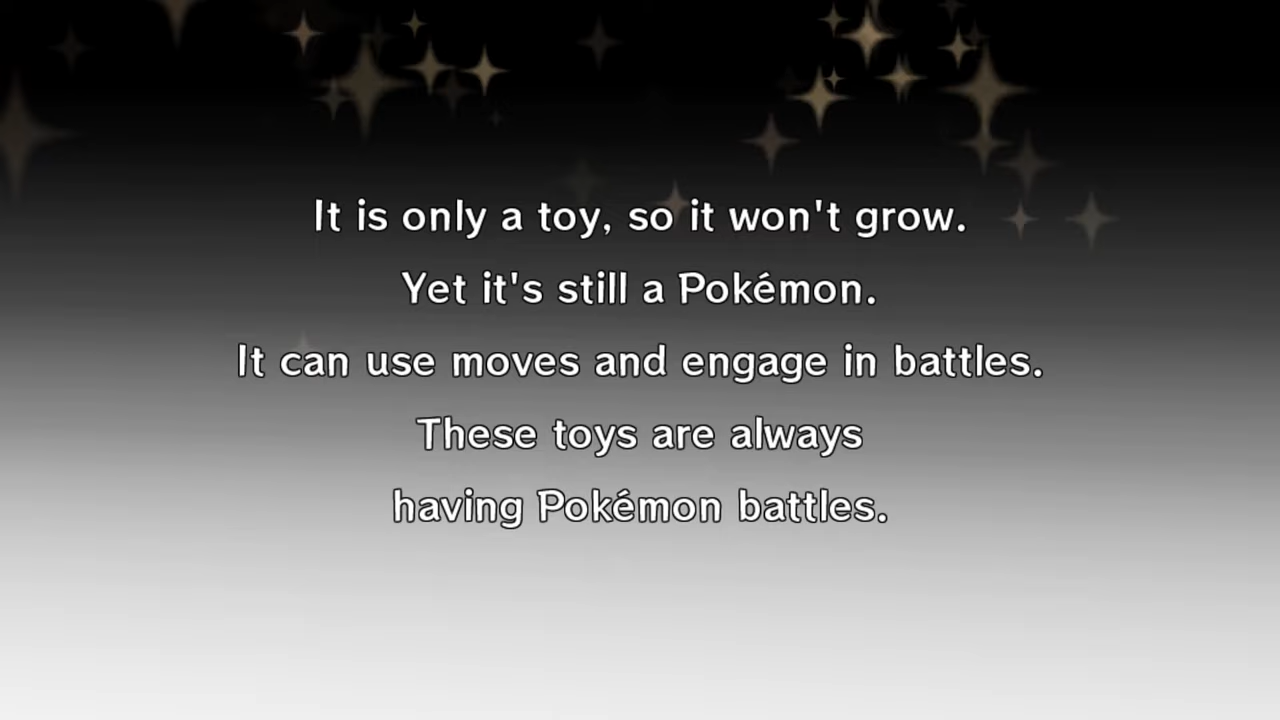 It is only a toy, so it won't grow.
Yet it's still a Pokémon.
It can use moves and engage in battles.
These toys are always
having Pokémon battles.